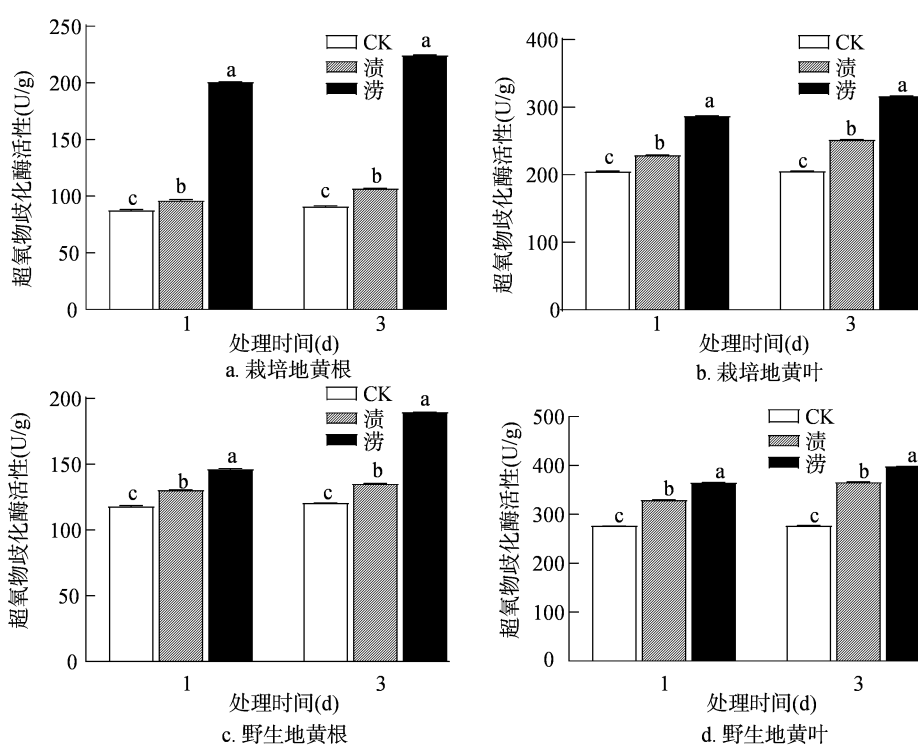 超氧物歧化酶活性(U/g)
250
200
150
100
50
0
CK
渍
涝
c
b
a
c
b
a
1
3
处理时间(d)
a. 栽培地黄根
超氧物歧化酶活性(U/g)
400
300
200
100
0
CK
渍
涝
c
b
a
c
b
a
1
3
处理时间(d)
b. 栽培地黄叶
超氧物歧化酶活性(U/g)
200
150
100
50
0
CK
渍
涝
c
b
a
c
b
a
1
3
处理时间(d)
c. 野生地黄根
超氧物歧化酶活性(U/g)
500
400
300
200
100
0
CK
渍
涝
c
b
a
c
b
a
1
3
处理时间(d)
d. 野生地黄叶